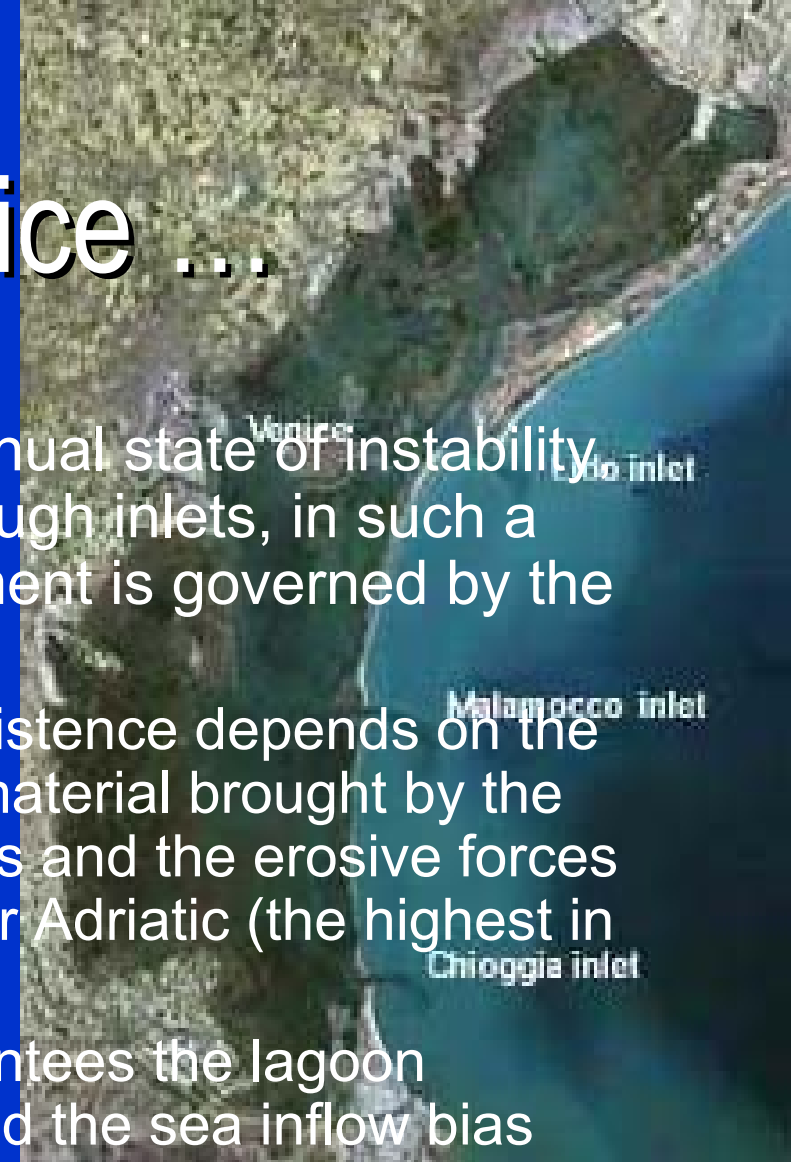 ice ...
Venice
nual state of instability,
Lido inlet
ugh inlets, in such a
nent is governed by the
Malamocco inlet
istence depends on the
naterial brought by the
s and the erosive forces
r Adriatic (the highest in
Chioggia inlet
ntees the lagoon
d the sea inflow bias